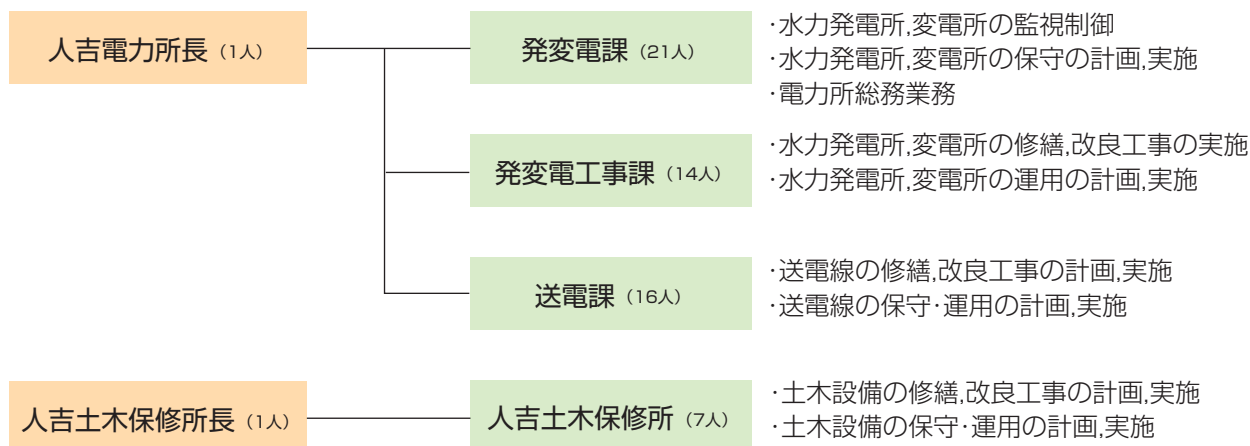 人吉電力所長（1人）
発変電課（21人）
・水力発電所,変電所の監視制御
・水力発電所,変電所の保守の計画,実施
・電力所総務業務
発変電工事課（14人）
・水力発電所,変電所の修繕,改良工事の実施
・水力発電所,変電所の運用の計画,実施
送電課（16人）
・送電線の修繕,改良工事の計画,実施
・送電線の保守・運用の計画,実施
人吉土木保修所長（1人）
人吉土木保修所（7人）
・土木設備の修繕,改良工事の計画,実施
・土木設備の保守・運用の計画,実施